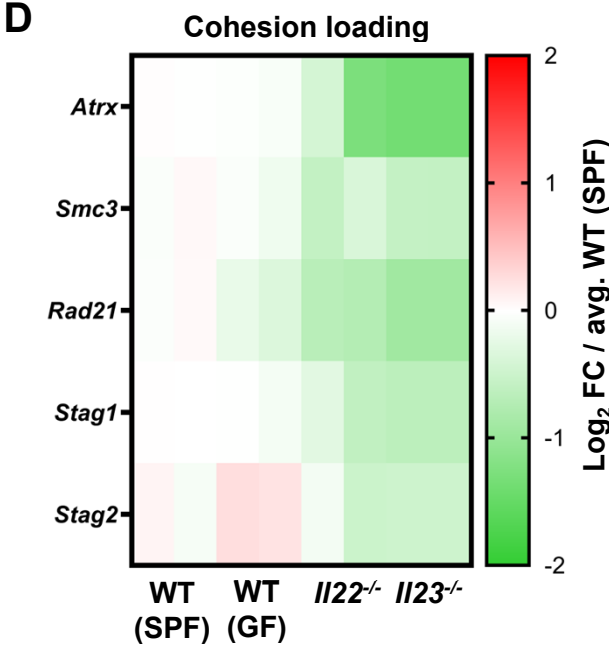 D
Cohesion loading
Atrx
Smc3
Rad21
Stag1
Stag2
WT
(SPF)
WT
(GF)
Il22-/-
Il23-/-
2
1
0
-1
-2
Log2 FC / avg. WT (SPF)